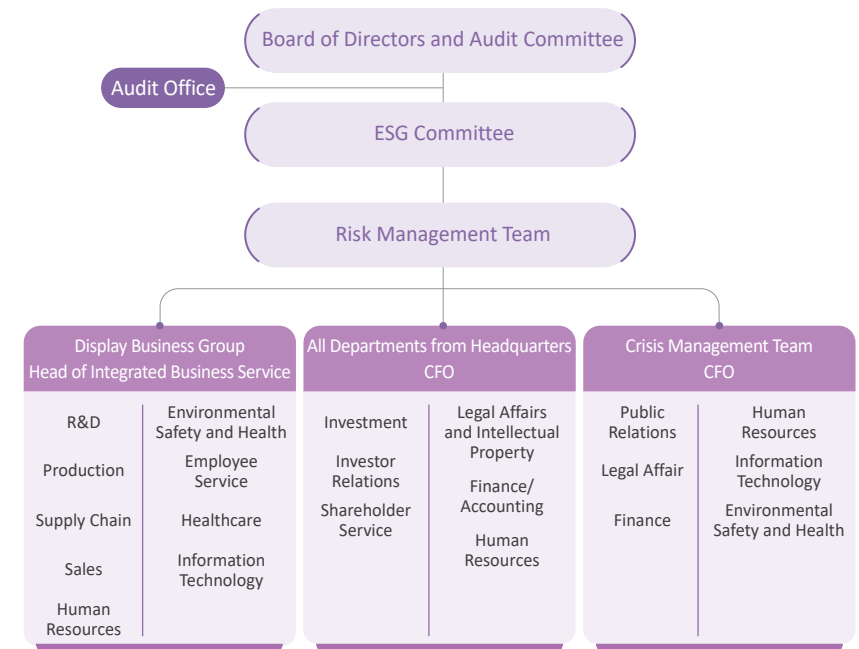 Board of Directors and Audit Committee
Audit Office
ESG Committee
Risk Management Team
Display Business Group
Head of Integrated Business Service
R&D
Production
Supply Chain
Sales
Human
Resources
Environmental
Safety and Health
Employee
Service
Healthcare
Information
Technology
All Departments from Headquarters
CFO
Investment
Investor
Relations
Shareholder
Service
Legal Affairs
and Intellectual
Property
Finance/
Accounting
Human
Resources
Crisis Management Team
CFO
Public
Relations
Legal Affair
Finance
Human
Resources
Information
Technology
Environmental
Safety and Health